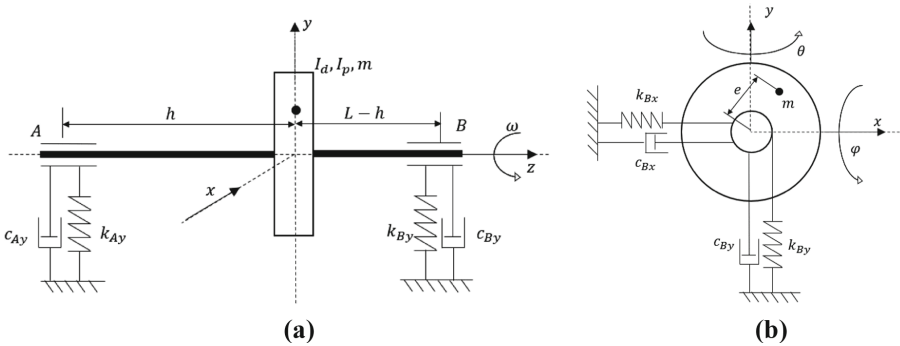 y
I_d, I_p, m
h
L − h
A
B
ω
z
x
c_Ay
k_Ay
k_By
c_By
(a)
y
θ
k_Bx
e
m
x
c_Bx
φ
c_By
k_By
(b)